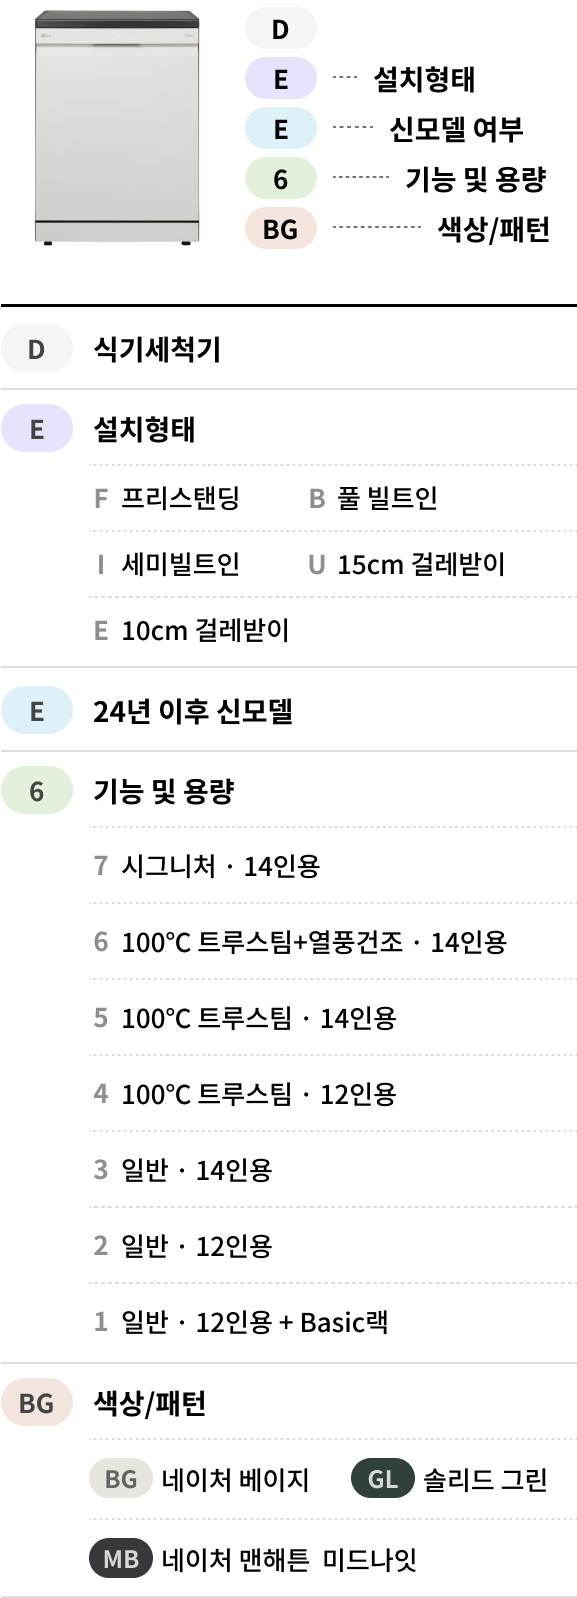 D
E 설치형태
E 신모델 여부
6 기능 및 용량
BG 색상/패턴
D 식기세척기
E 설치형태
F 프리스탠딩 B 풀 빌트인
I 세미빌트인 U 15cm 걸레받이
E 10cm 걸레받이
E 24년 이후 신모델
6 기능 및 용량
7 시그니처 · 14인용
6 100℃ 트루스팀+열풍건조 · 14인용
5 100℃ 트루스팀 · 14인용
4 100℃ 트루스팀 · 12인용
3 일반 · 14인용
2 일반 · 12인용
1 일반 · 12인용 + Basic랙
BG 색상/패턴
BG 네이처 베이지 GL 솔리드 그린
MB 네이처 맨해튼 미드나잇